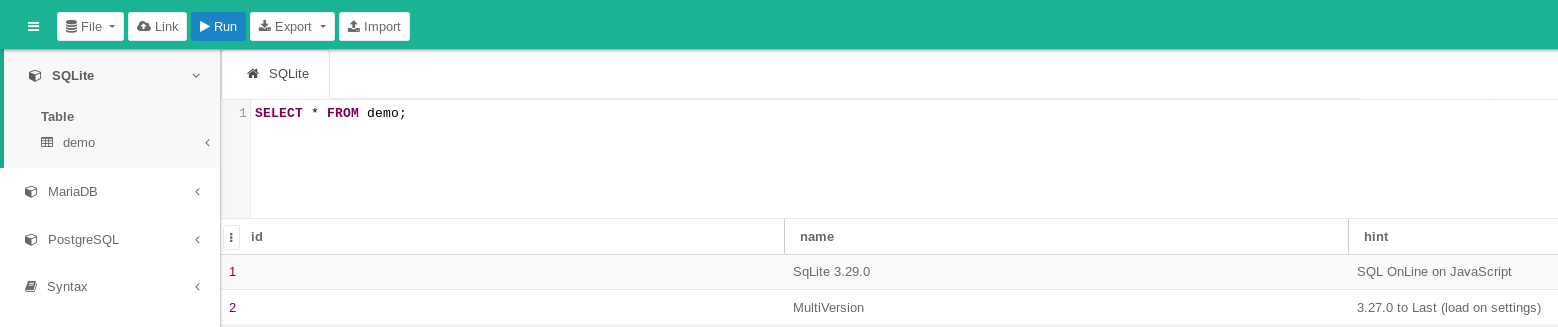 File Link Run Export Import
SQLite
SQLite
Table
demo
MariaDB
PostgreSQL
Syntax
1 SELECT * FROM demo;
id name hint
1 SqLite 3.29.0 SQL OnLine on JavaScript
2 MultiVersion 3.27.0 to Last (load on settings)